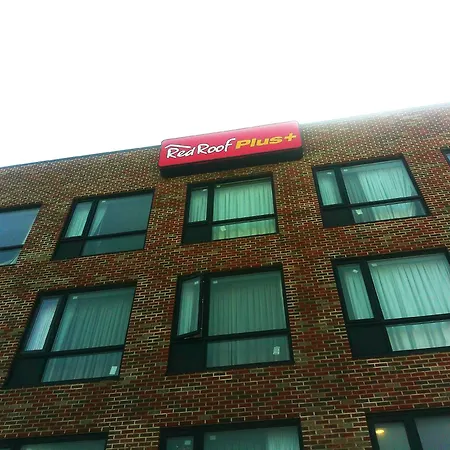 Red Roof PLUS+